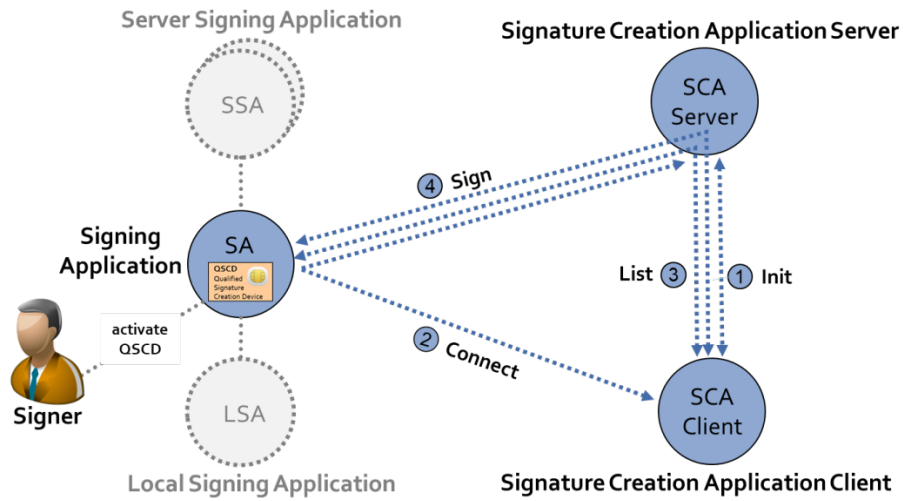 Server Signing Application
Signature Creation Application Server
SSA
SCA
Server
4 Sign
Signing
Application
SA
QSCD
Qualified
Signature
Creation Device
List 3
1 Init
activate
QSCD
2 Connect
Signer
LSA
SCA
Client
Local Signing Application
Signature Creation Application Client